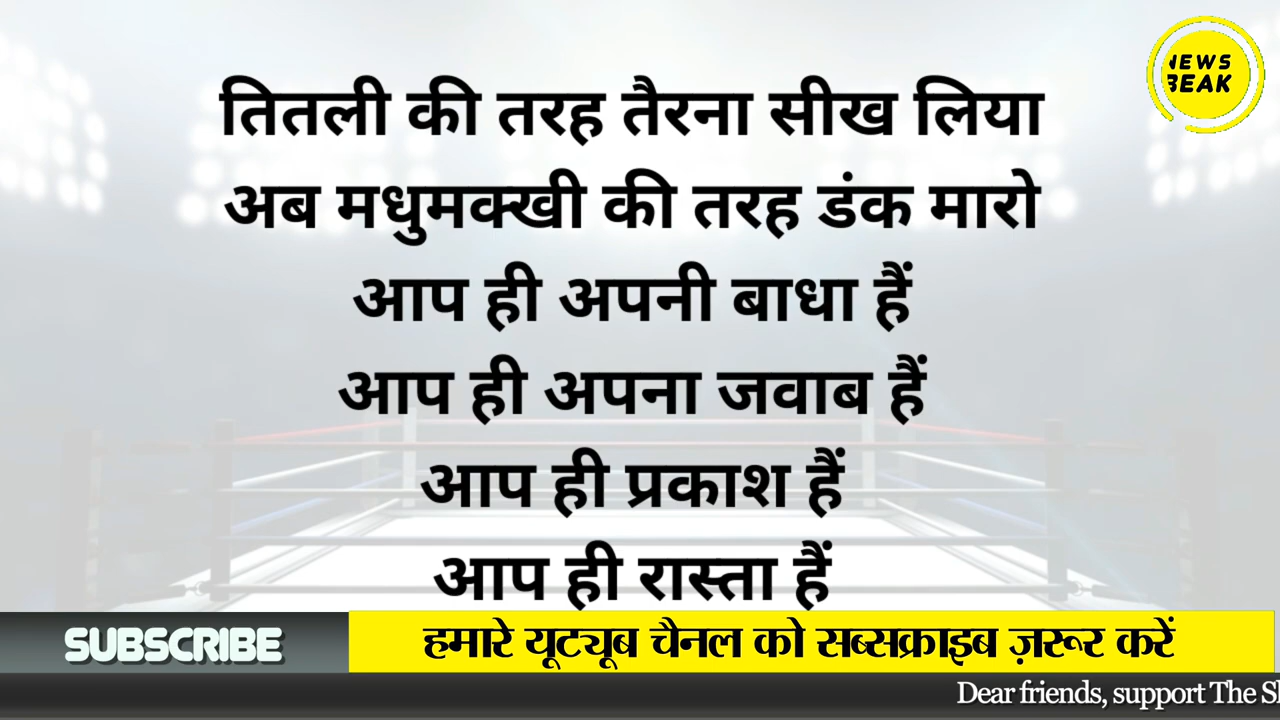 NEWS
BEAK
तितली की तरह तैरना सीख लिया
अब मधुमक्खी की तरह डंक मारो
आप ही अपनी बाधा हैं
आप ही अपना जवाब हैं
आप ही प्रकाश हैं
आप ही रास्ता हैं
SUBSCRIBE
हमारे यूट्यूब चैनल को सब्सक्राइब ज़रूर करें
Dear friends, support The